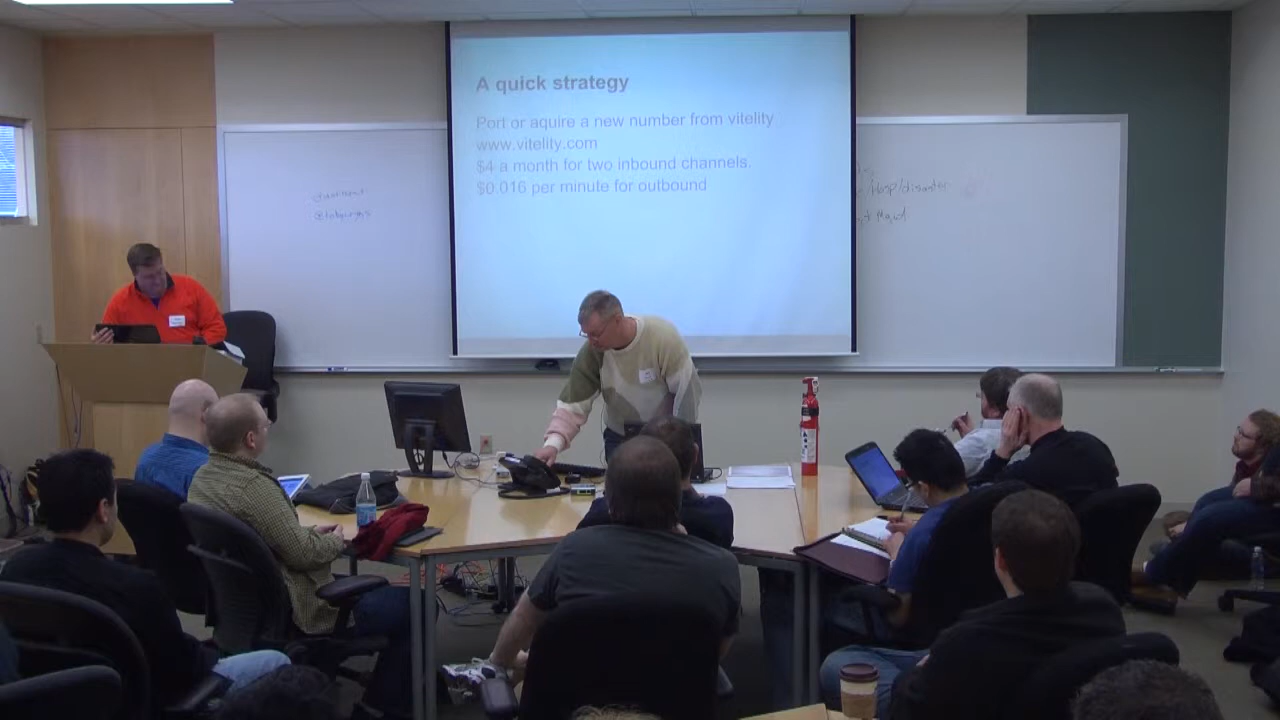 A quick strategy
Port or aquire a new number from vitelity
www.vitelity.com
$4 a month for two inbound channels.
$0.016 per minute for outbound
/disaster